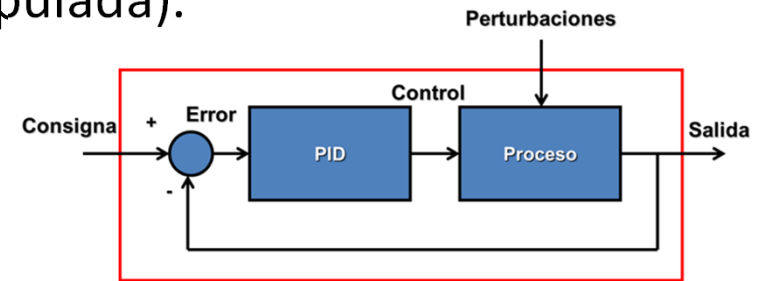 Perturbaciones
Control
Error
+
Consigna
PID
Proceso
Salida
-